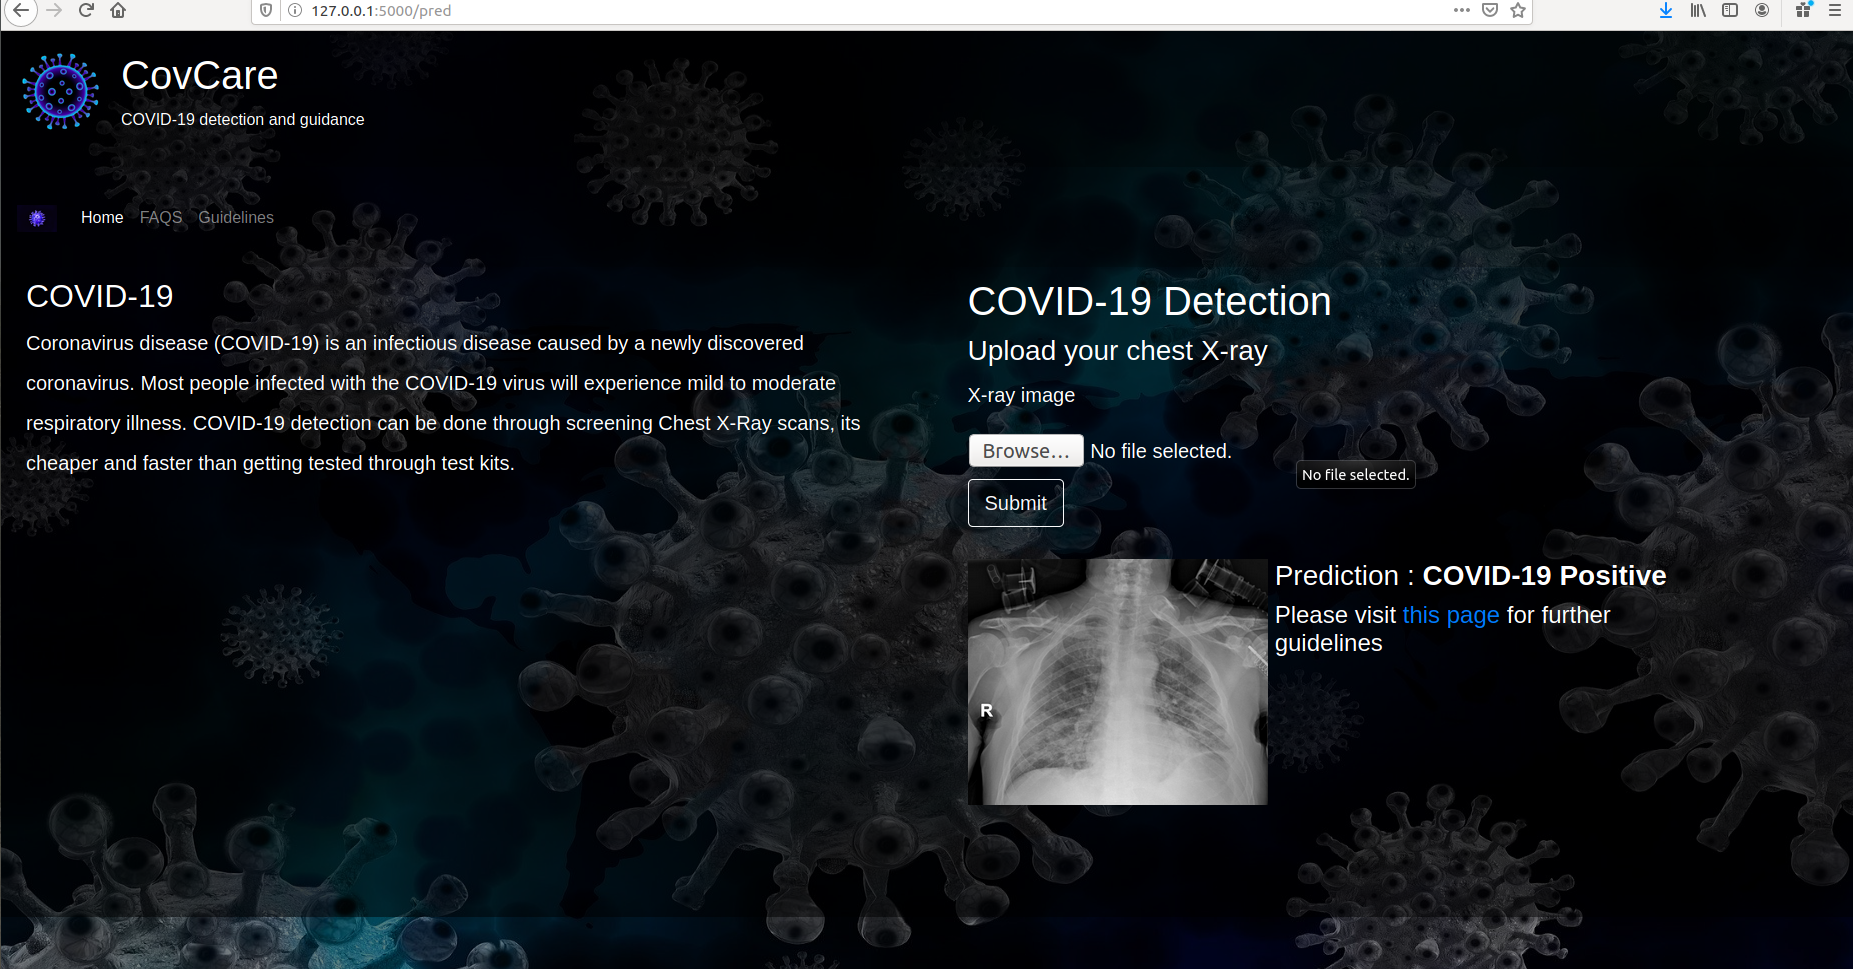 127.0.0.1:5000/pred
CovCare
COVID-19 detection and guidance
Home FAQS Guidelines
COVID-19
Coronavirus disease (COVID-19) is an infectious disease caused by a newly discovered
coronavirus. Most people infected with the COVID-19 virus will experience mild to moderate
respiratory illness. COVID-19 detection can be done through screening Chest X-Ray scans, its
cheaper and faster than getting tested through test kits.
COVID-19 Detection
Upload your chest X-ray
X-ray image
Browse... No file selected.
No file selected.
Submit
R
Prediction : COVID-19 Positive
Please visit this page for further
guidelines